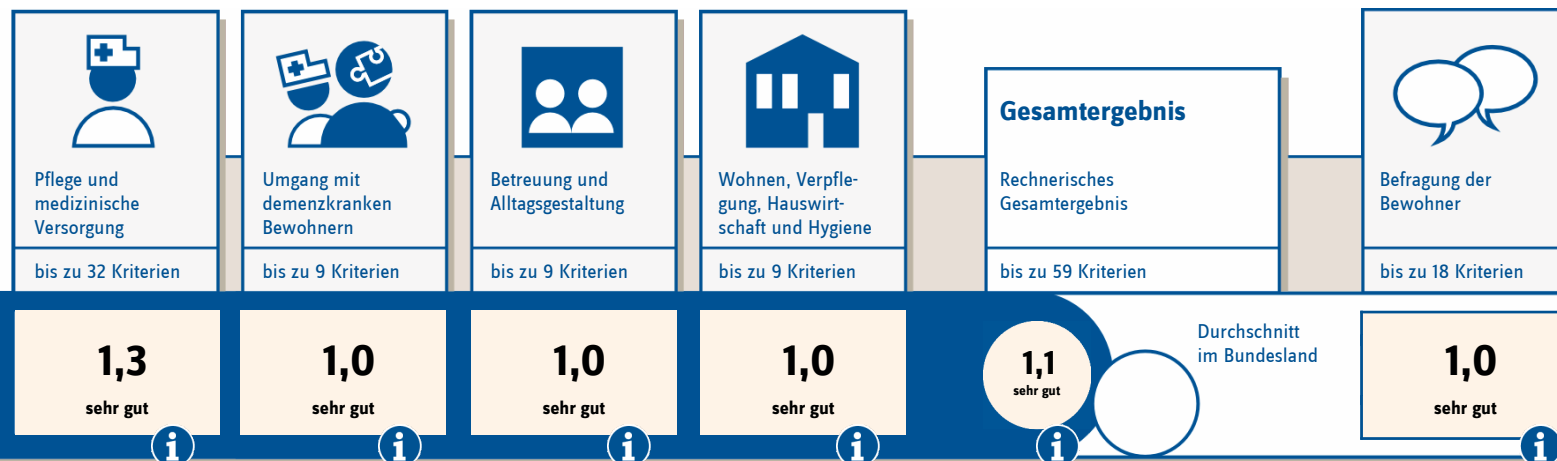 Pflege und
medizinische
Versorgung
bis zu 32 Kriterien
1,3
sehr gut
i
Umgang mit
demenzkranken
Bewohnern
bis zu 9 Kriterien
1,0
sehr gut
i
Betreuung und
Alltagsgestaltung
bis zu 9 Kriterien
1,0
sehr gut
i
Wohnen, Verpfle-
gung, Hauswirt-
schaft und Hygiene
bis zu 9 Kriterien
1,0
sehr gut
i
Gesamtergebnis
Rechnerisches
Gesamtergebnis
bis zu 59 Kriterien
1,1
sehr gut
i
Durchschnitt
im Bundesland
Befragung der
Bewohner
bis zu 18 Kriterien
1,0
sehr gut
i